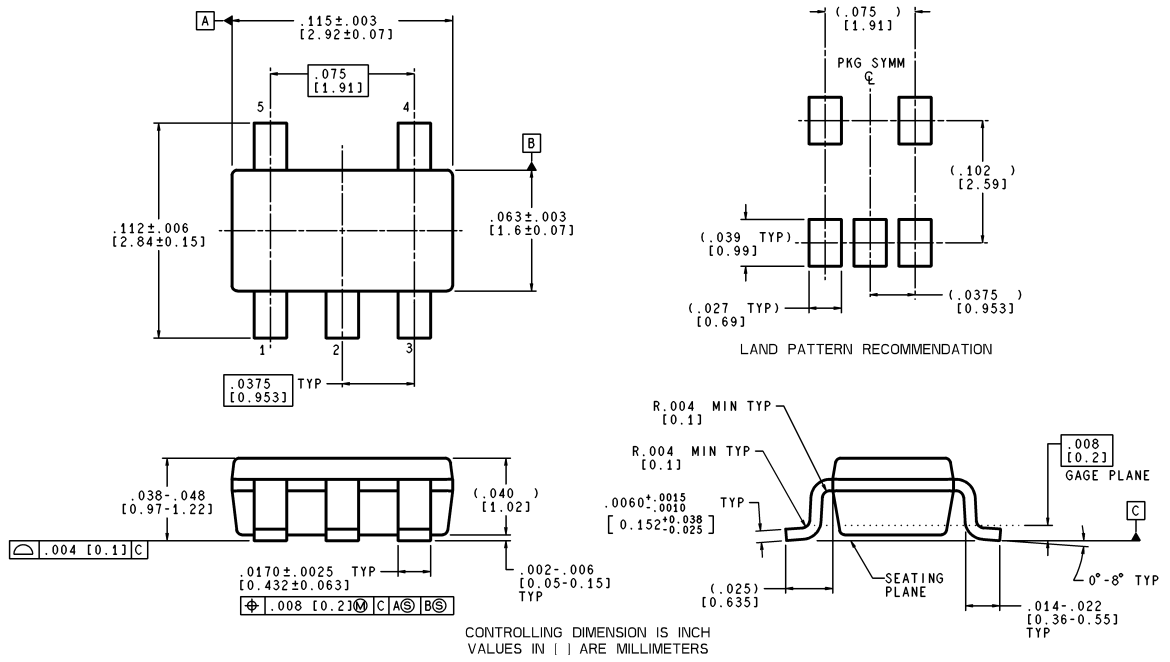 A
.115±.003
[2.92±0.07]
.075
[1.91]
5
4
B
.112±.006
[2.84±0.15]
.063±.003
[1.6±0.07]
1
2
3
.0375
[0.953]
TYP
(.075 )
[1.91]
PKG SYMM
℄
(.102 )
[2.59]
(.039 TYP)
[0.99]
(.027 TYP)
[0.69]
(.0375 )
[0.953]
LAND PATTERN RECOMMENDATION
.038-.048
[0.97-1.22]
(.040 )
[1.02]
⌓ .004 [0.1] C
.0170±.0025 TYP
[0.432±0.063]
⌖ .008 [0.2]Ⓜ C AⓈ BⓈ
.002-.006
[0.05-0.15]
TYP
R.004 MIN TYP
[0.1]
R.004 MIN TYP
[0.1]
.0060+.0015-.0010 TYP
[0.152+0.038-0.025]
.008
[0.2]
GAGE PLANE
C
(.025)
[0.635]
SEATING
PLANE
0°-8° TYP
.014-.022
[0.36-0.55]
TYP
CONTROLLING DIMENSION IS INCH
VALUES IN [ ] ARE MILLIMETERS